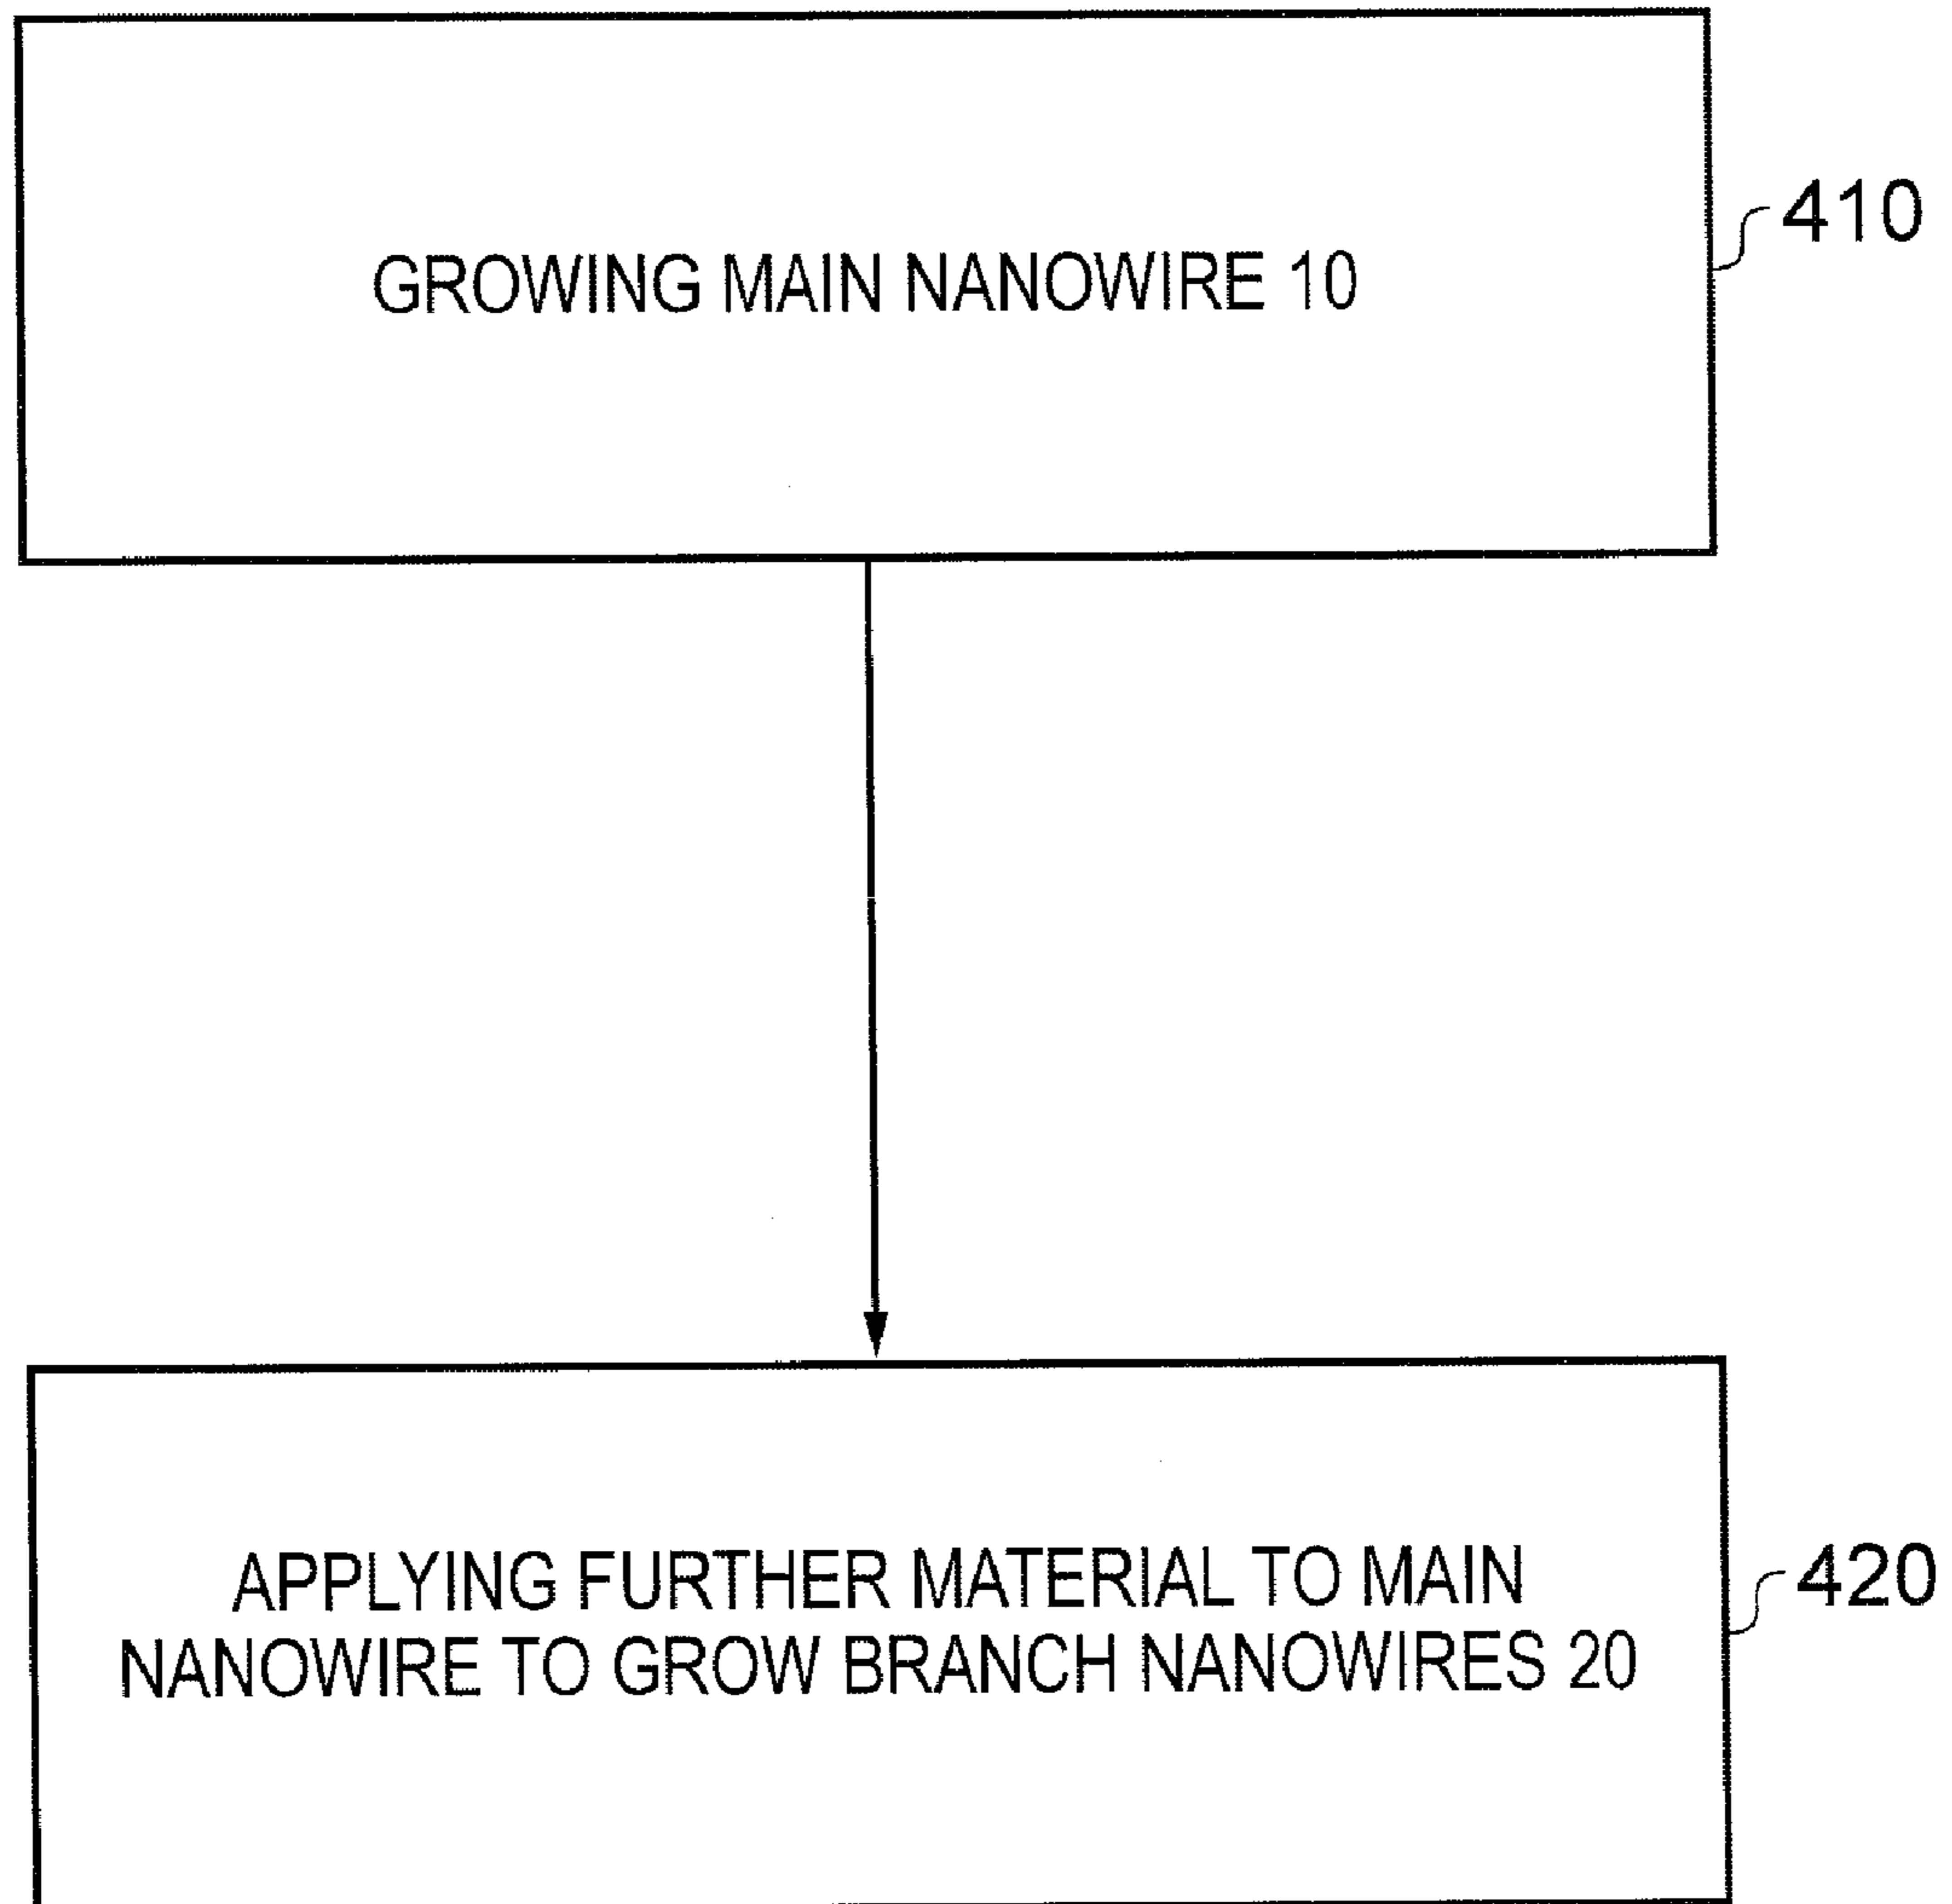 GROWING MAIN NANOWIRE 10
410
APPLYING FURTHER MATERIAL TO MAIN
NANOWIRE TO GROW BRANCH NANOWIRES 20
420